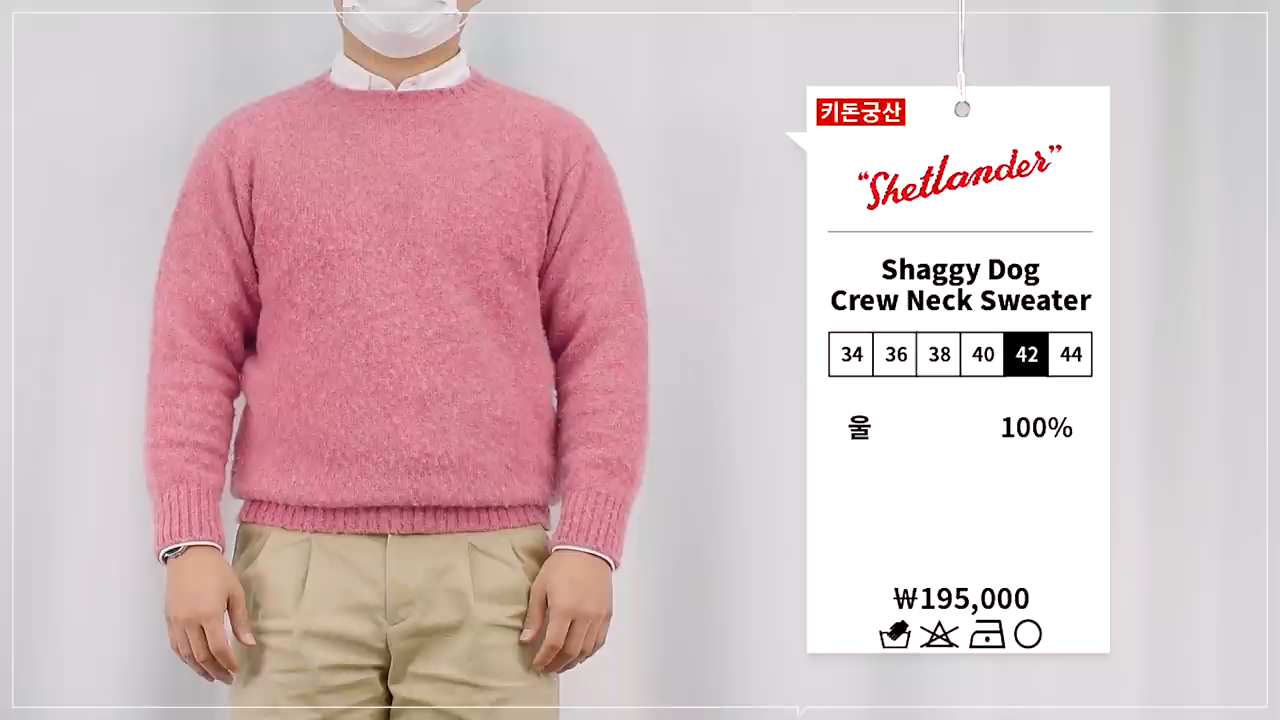 키돈궁산
“Shetlander”
Shaggy Dog
Crew Neck Sweater
34 36 38 40 42 44
울 100%
₩195,000